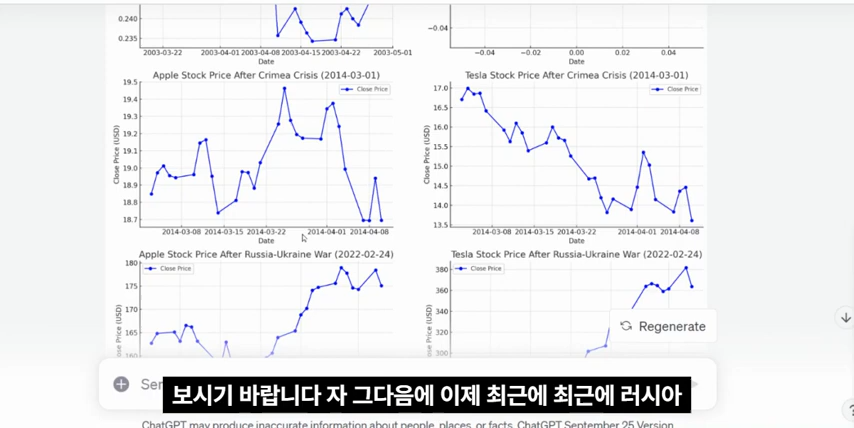 0.240
0.235
2003-03-22 2003-04-01 2003-04-08 2003-04-15 2003-04-22 2003-05-01
Date
−0.04
−0.04 −0.02 0.00 0.02 0.04
Date
Apple Stock Price After Crimea Crisis (2014-03-01)
19.5
19.4
19.3
19.2
19.1
19.0
18.9
18.8
18.7
Close Price (USD)
Close Price
2014-03-08 2014-03-15 2014-03-22 2014-04-01 2014-04-08
Date
Tesla Stock Price After Crimea Crisis (2014-03-01)
17.0
16.5
16.0
15.5
15.0
14.5
14.0
13.5
Close Price (USD)
Close Price
2014-03-08 2014-03-15 2014-03-22 2014-04-01 2014-04-08
Date
Apple Stock Price After Russia-Ukraine War (2022-02-24)
180
175
170
165
160
Price (USD)
Close Price
Tesla Stock Price After Russia-Ukraine War (2022-02-24)
380
360
340
320
300
Price (USD)
Close Price
Regenerate
보시기 바랍니다 자 그다음에 이제 최근에 최근에 러시아
ChatGPT may produce inaccurate information about people, places, or facts. ChatGPT September 25 Version
?